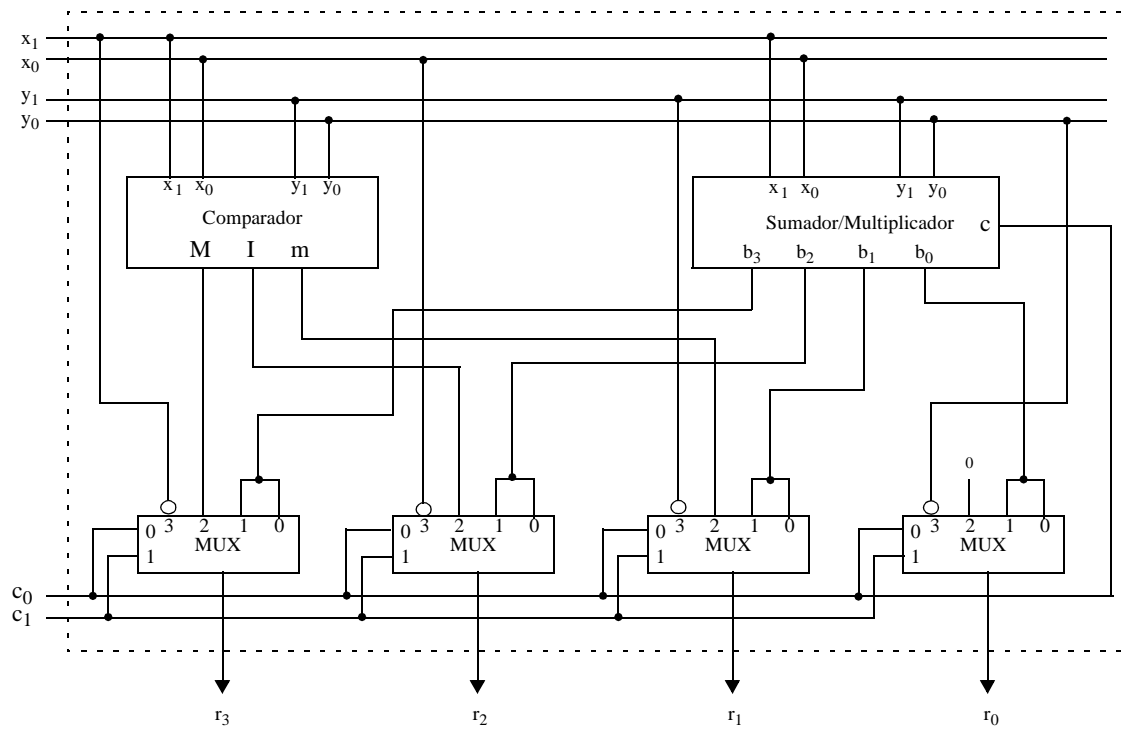 x1
x0
y1
y0
x1 x0 y1 y0
Comparador
M I m
x1 x0 y1 y0
Sumador/Multiplicador c
b3 b2 b1 b0
0
0 3 2 1 0
MUX
1
0 3 2 1 0
MUX
1
0 3 2 1 0
MUX
1
0 3 2 1 0
MUX
1
c0
c1
r3 r2 r1 r0